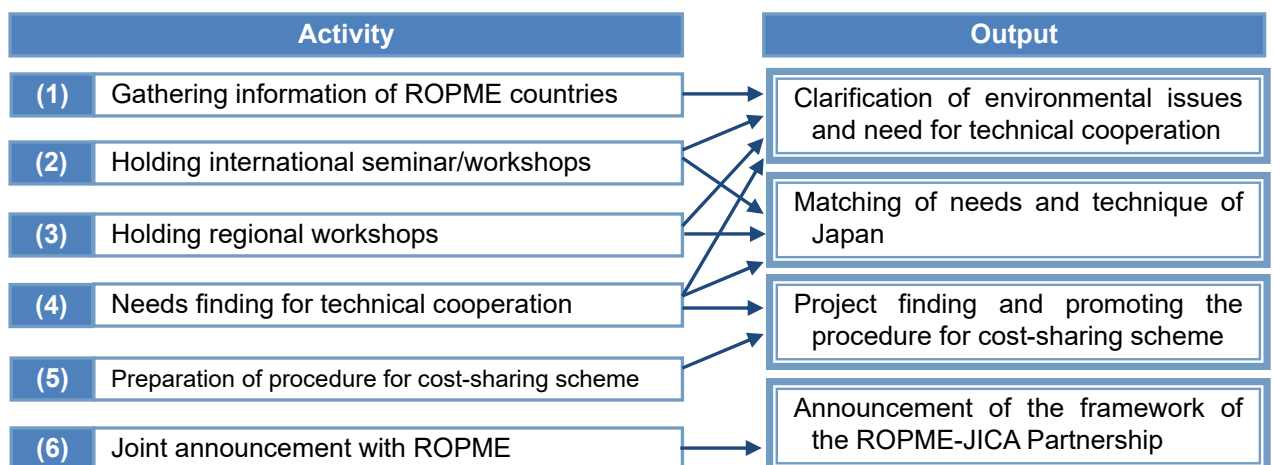 Activity
Output
(1) Gathering information of ROPME countries
(2) Holding international seminar/workshops
(3) Holding regional workshops
(4) Needs finding for technical cooperation
(5) Preparation of procedure for cost-sharing scheme
(6) Joint announcement with ROPME
Clarification of environmental issues
and need for technical cooperation
Matching of needs and technique of
Japan
Project finding and promoting the
procedure for cost-sharing scheme
Announcement of the framework of
the ROPME-JICA Partnership